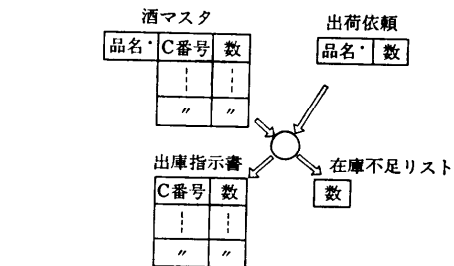 酒マスタ
品名・ C番号 数
〃 〃
出荷依頼
品名・ 数
出庫指示書
C番号 数
〃 〃
在庫不足リスト
数